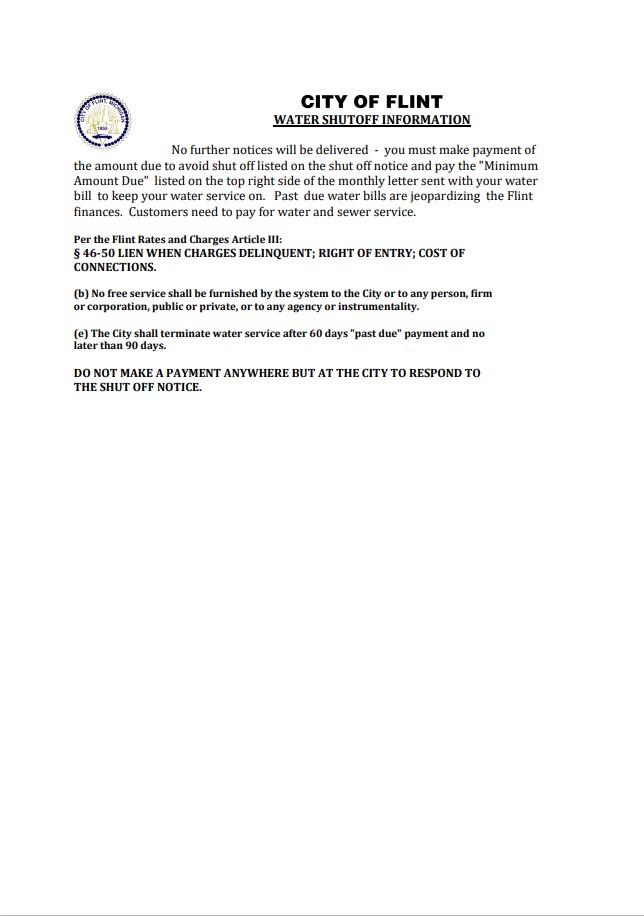 CITY OF FLINT, MICHIGAN
1855
CITY OF FLINT
WATER SHUTOFF INFORMATION
No further notices will be delivered - you must make payment of
the amount due to avoid shut off listed on the shut off notice and pay the "Minimum
Amount Due" listed on the top right side of the monthly letter sent with your water
bill to keep your water service on. Past due water bills are jeopardizing the Flint
finances. Customers need to pay for water and sewer service.
Per the Flint Rates and Charges Article III:
§ 46-50 LIEN WHEN CHARGES DELINQUENT; RIGHT OF ENTRY; COST OF
CONNECTIONS.
(b) No free service shall be furnished by the system to the City or to any person, firm
or corporation, public or private, or to any agency or instrumentality.
(e) The City shall terminate water service after 60 days "past due" payment and no
later than 90 days.
DO NOT MAKE A PAYMENT ANYWHERE BUT AT THE CITY TO RESPOND TO
THE SHUT OFF NOTICE.